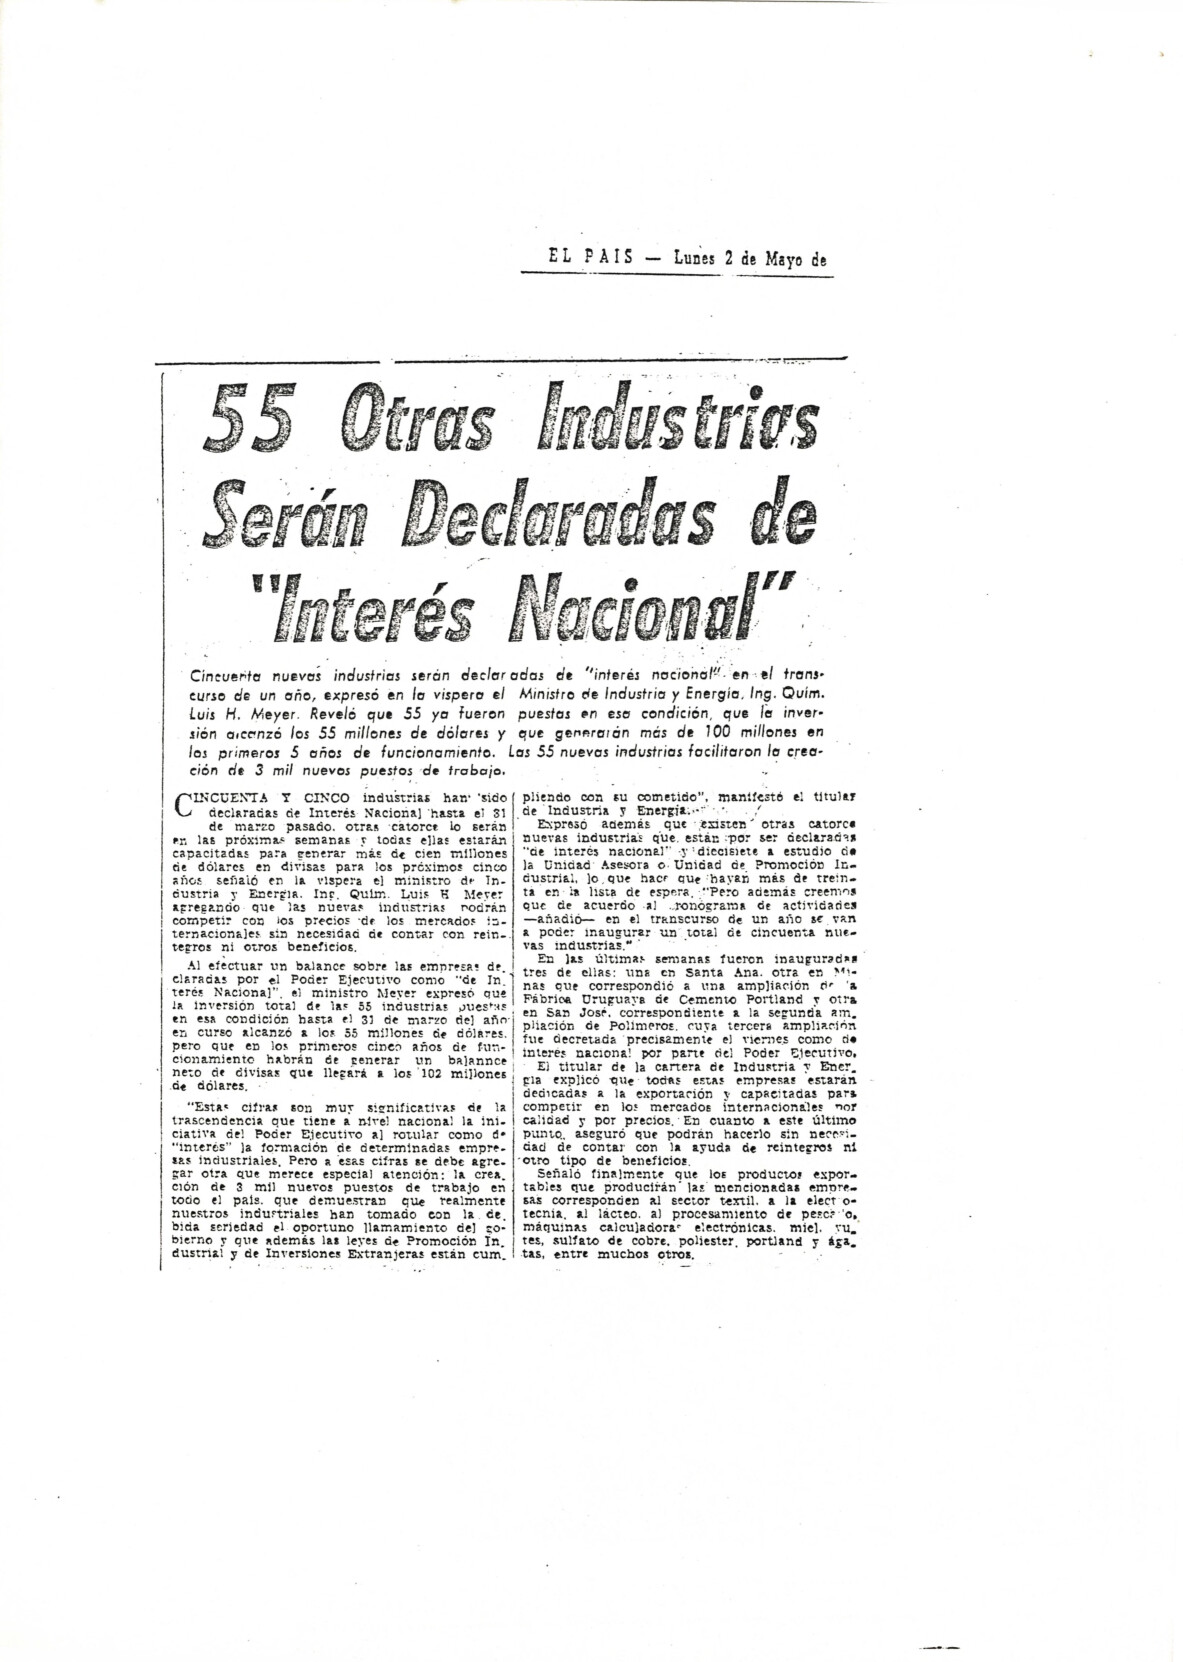 EL PAIS — Lunes 2 de Mayo de
55 Otras Industrias
Serán Declaradas de
"Interés Nacional"
Cincuenta nuevas industrias serán declaradas de "interés nacional" en el trans-
curso de un año, expresó en la víspera el Ministro de Industria y Energía, Ing. Quím.
Luis H. Meyer. Reveló que 55 ya fueron puestas en esa condición, que la inver-
sión alcanzó los 55 millones de dólares y que generarán más de 100 millones en
los primeros 5 años de funcionamiento. Las 55 nuevas industrias facilitaron la crea-
ción de 3 mil nuevos puestos de trabajo.
CINCUENTA Y CINCO industrias han sido
declaradas de Interés Nacional hasta el 31
de marzo pasado, otras catorce lo serán
en las próximas semanas y todas ellas estarán
capacitadas para generar más de cien millones
de dólares en divisas para los próximos cinco
años señaló en la víspera el ministro de In-
dustria y Energía. Ing. Quím. Luis H Meyer
agregando que las nuevas industrias podrán
competir con los precios de los mercados in-
ternacionales sin necesidad de contar con rein-
tegros ni otros beneficios.
Al efectuar un balance sobre las empresas de-
claradas por el Poder Ejecutivo como "de In-
terés Nacional", el ministro Meyer expresó que
la inversión total de las 55 industrias puestas
en esa condición hasta el 31 de marzo del año
en curso alcanzó a los 55 millones de dólares,
pero que en los primeros cinco años de fun-
cionamiento habrán de generar un balannce
neto de divisas que llegará a los 102 millones
de dólares.
"Estas cifras son muy significativas de la
trascendencia que tiene a nivel nacional la ini-
ciativa del Poder Ejecutivo al rotular como de
"interés" la formación de determinadas empre-
sas industriales. Pero a esas cifras se debe agre-
gar otra que merece especial atención: la crea-
ción de 3 mil nuevos puestos de trabajo en
todo el país, que demuestran que realmente
nuestros industriales han tomado con la de-
bida seriedad el oportuno llamamiento del go-
bierno y que además las leyes de Promoción In-
dustrial y de Inversiones Extranjeras están cum-
pliendo con su cometido", manifestó el titular
de Industria y Energía.
Expresó además que existen otras catorce
nuevas industrias que están por ser declaradas
"de interés nacional" y diecisiete a estudio de
la Unidad Asesora o Unidad de Promoción In-
dustrial, lo que hace que hayan más de trein-
ta en la lista de espera. "Pero además creemos
que de acuerdo al cronograma de actividades
—añadió— en el transcurso de un año se van
a poder inaugurar un total de cincuenta nue-
vas industrias."
En las últimas semanas fueron inauguradas
tres de ellas: una en Santa Ana, otra en Mi-
nas que correspondió a una ampliación de la
Fábrica Uruguaya de Cemento Portland y otra
en San José, correspondiente a la segunda am-
pliación de Polímeros, cuya tercera ampliación
fue decretada precisamente el viernes como de
interés nacional por parte del Poder Ejecutivo.
El titular de la cartera de Industria y Ener-
gía explicó que todas estas empresas estarán
dedicadas a la exportación y capacitadas para
competir en los mercados internacionales por
calidad y por precios. En cuanto a este último
punto, aseguró que podrán hacerlo sin necesi-
dad de contar con la ayuda de reintegros ni
otro tipo de beneficios.
Señaló finalmente que los productos expor-
tables que producirán las mencionadas empre-
sas corresponden al sector textil, a la electro-
tecnia, al lácteo, al procesamiento de pescado,
máquinas calculadoras electrónicas, miel, yu-
tes, sulfato de cobre, poliester, portland y ága-
tas, entre muchos otros.